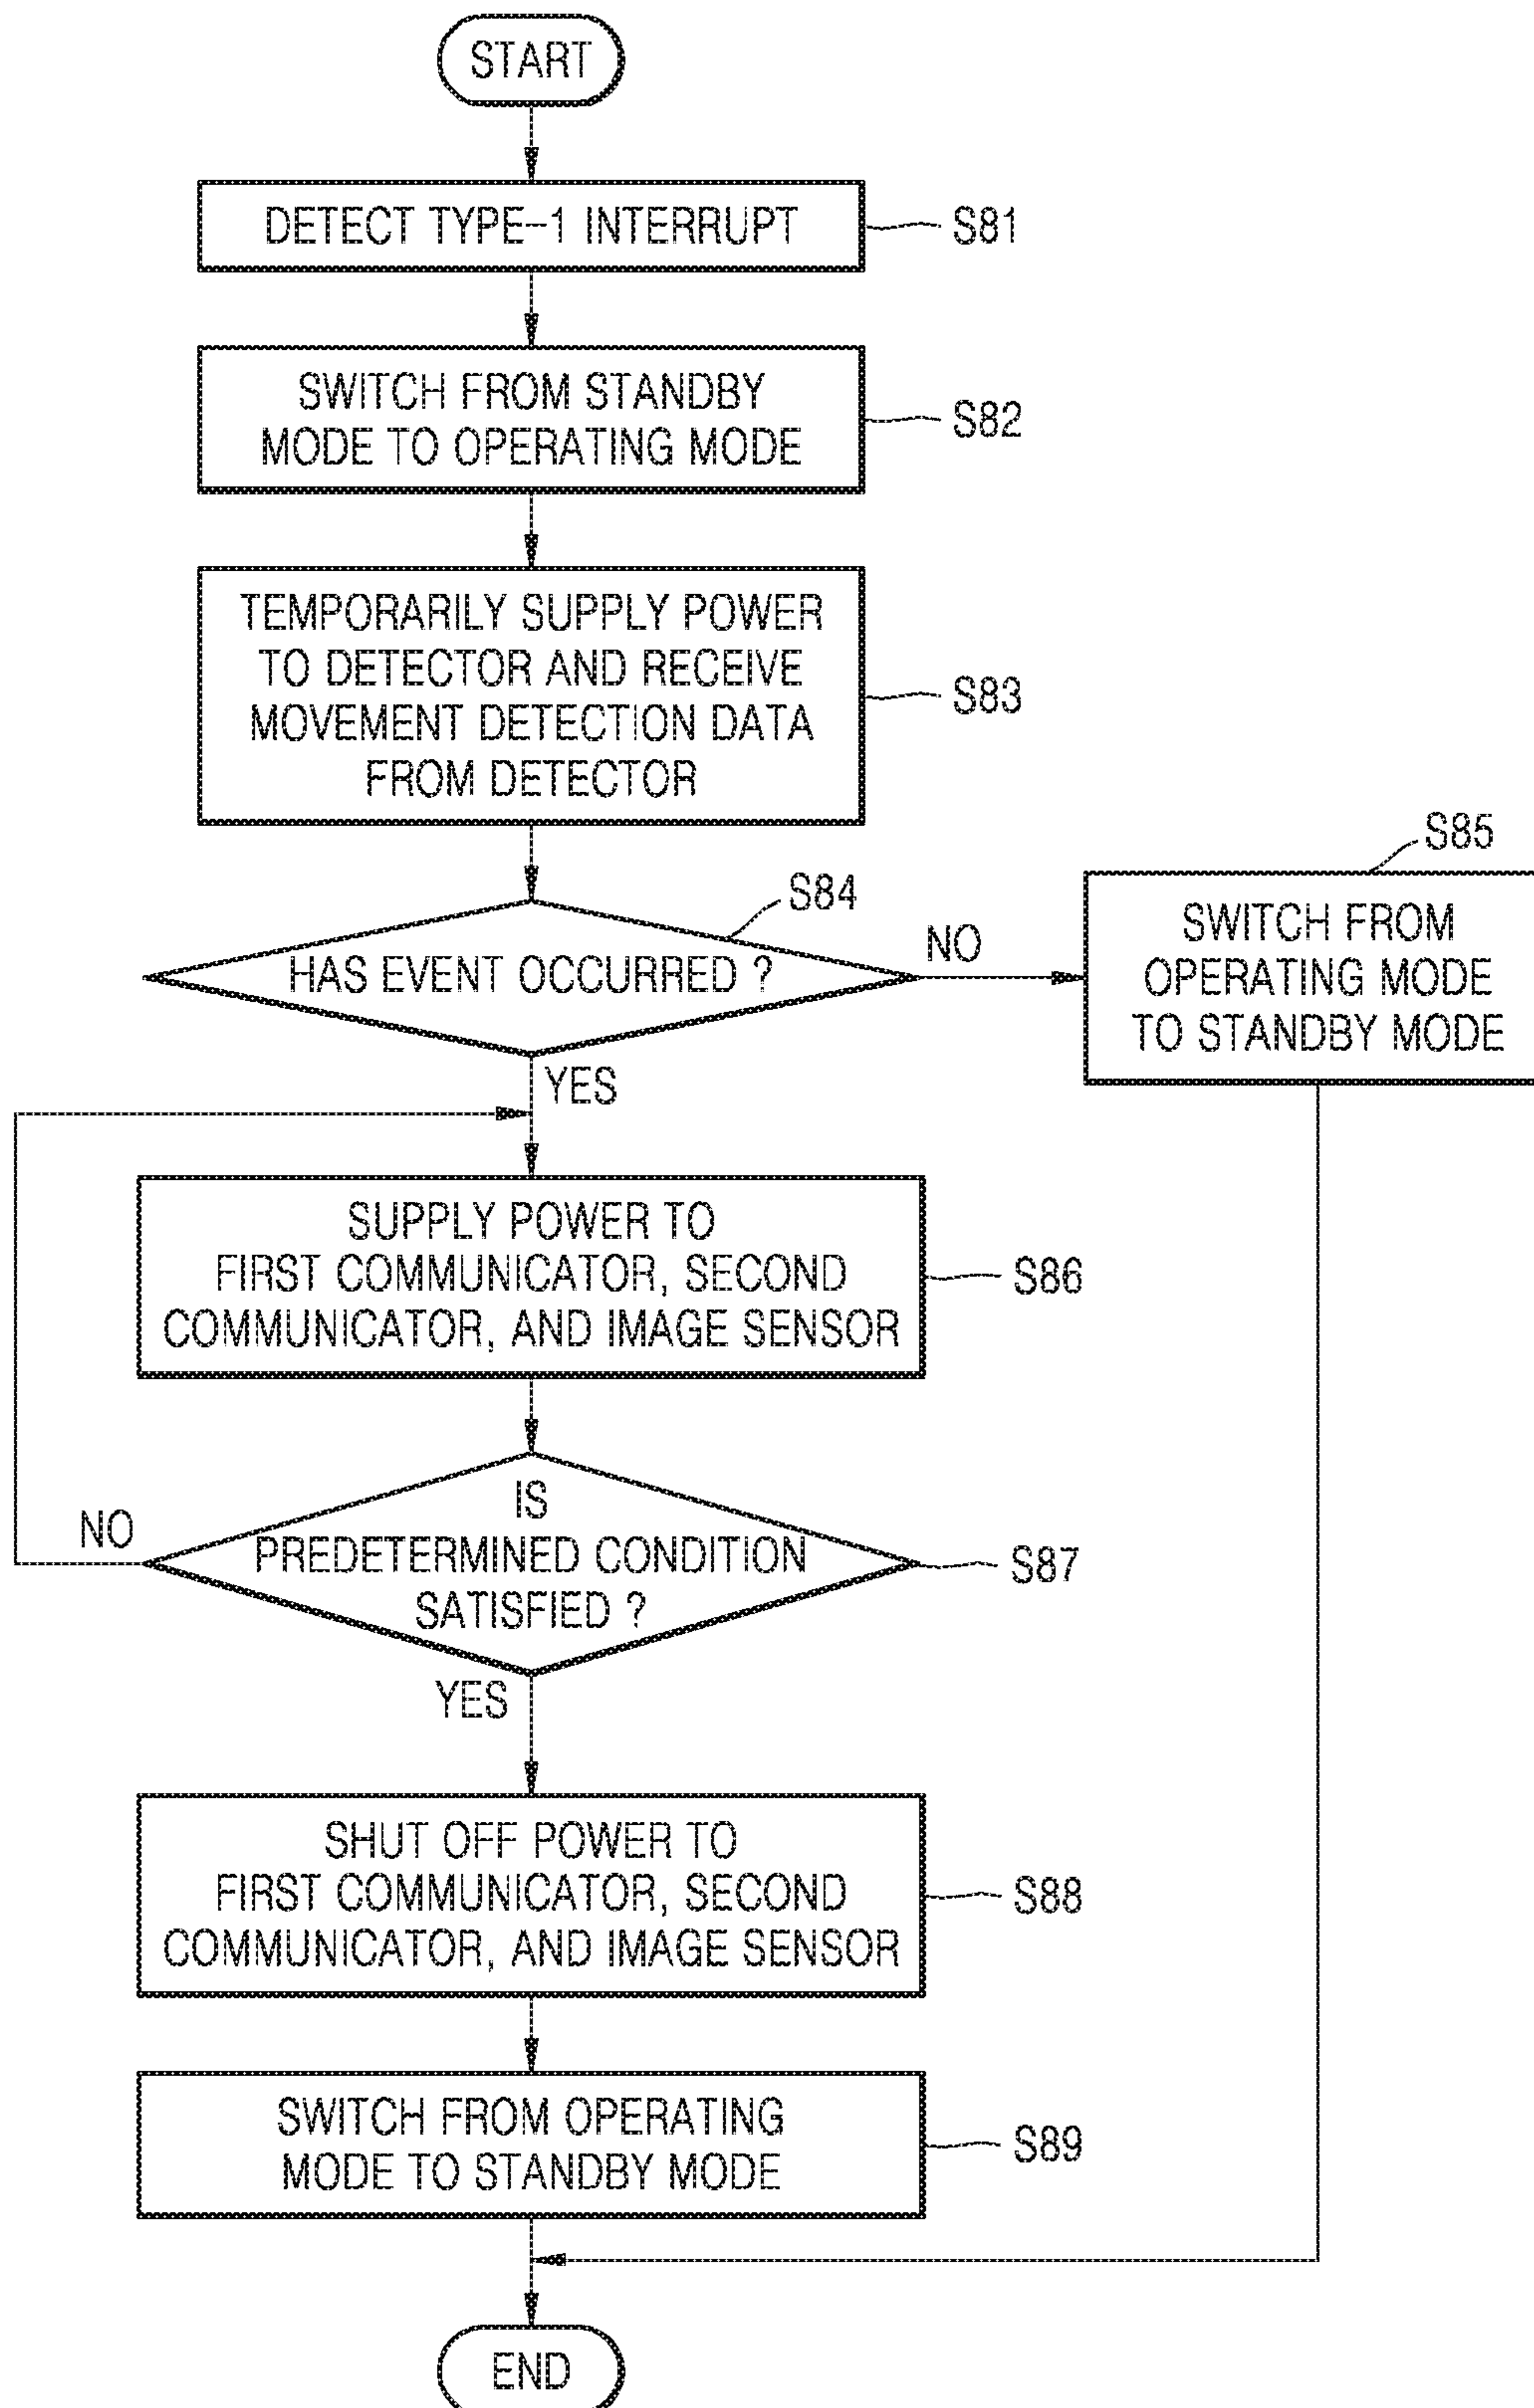 START
DETECT TYPE-1 INTERRUPT
S81
SWITCH FROM STANDBY
MODE TO OPERATING MODE
S82
TEMPORARILY SUPPLY POWER
TO DETECTOR AND RECEIVE
MOVEMENT DETECTION DATA
FROM DETECTOR
S83
S84
HAS EVENT OCCURRED ?
NO
S85
SWITCH FROM
OPERATING MODE
TO STANDBY MODE
YES
SUPPLY POWER TO
FIRST COMMUNICATOR, SECOND
COMMUNICATOR, AND IMAGE SENSOR
S86
IS
PREDETERMINED CONDITION
SATISFIED ?
NO
S87
YES
SHUT OFF POWER TO
FIRST COMMUNICATOR, SECOND
COMMUNICATOR, AND IMAGE SENSOR
S88
SWITCH FROM OPERATING
MODE TO STANDBY MODE
S89
END